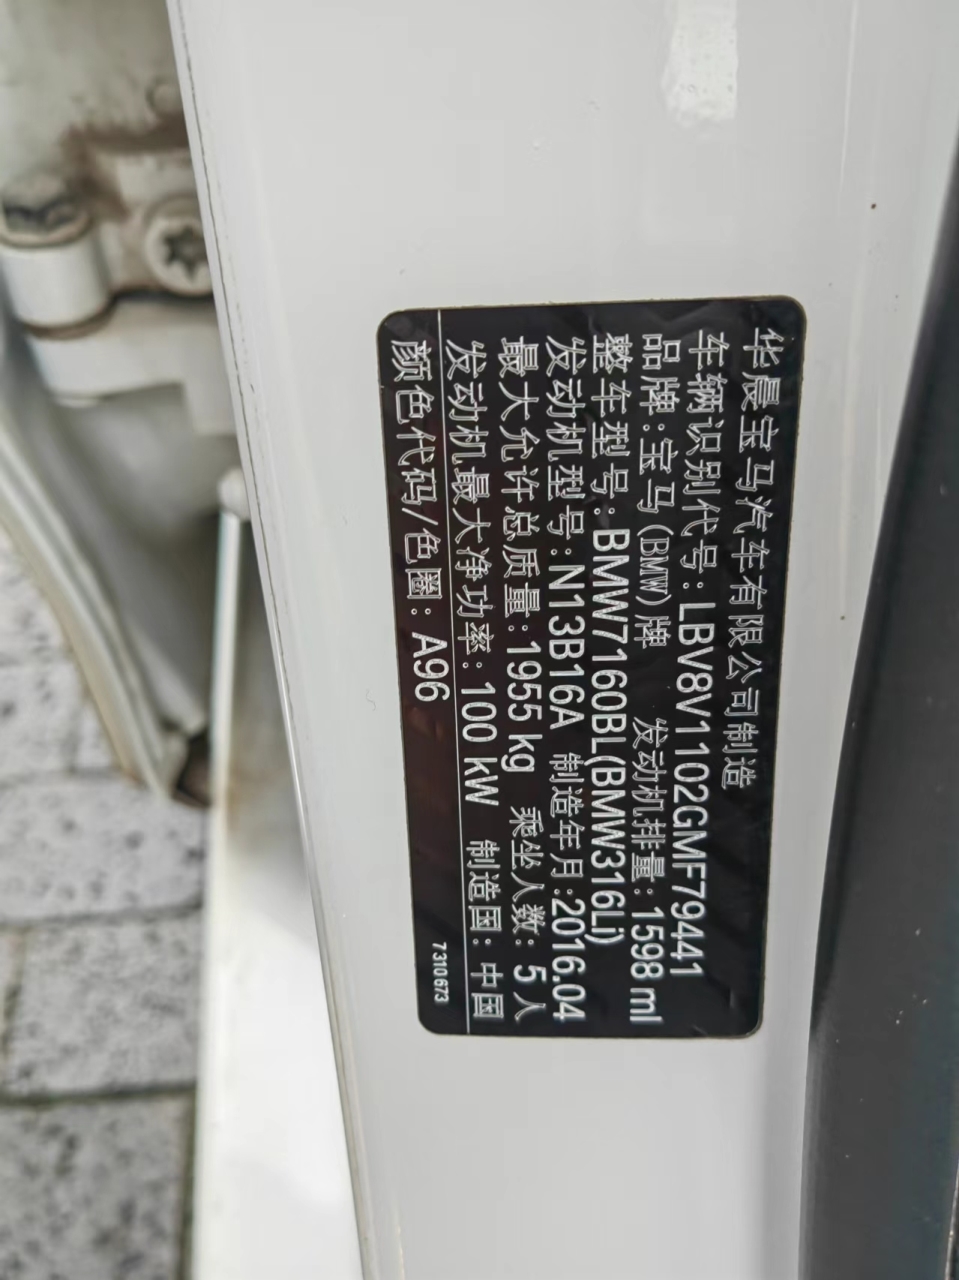 华晨宝马汽车有限公司制造
车辆识别代号: LBV8V1102GMF79441
品牌:宝马(BMW)牌 发动机排量: 1598 ml
整车型号: BMW7160BL(BMW316Li)
发动机型号:N13B16A 制造年月:2016.04
最大允许总质量:1955 kg 乘坐人数: 5 人
发动机最大净功率:100 kW 制造国: 中国
颜色代码/色圈: A96 7310673